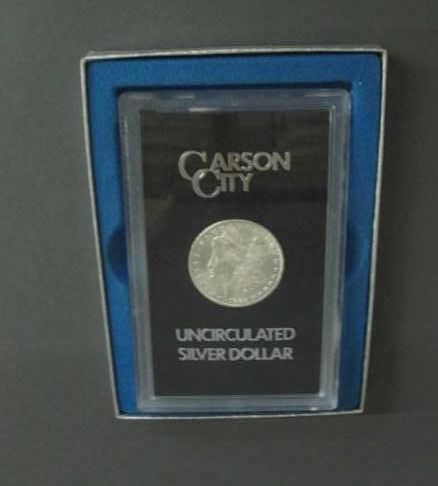 CARSON
CITY
UNCIRCULATED
SILVER DOLLAR